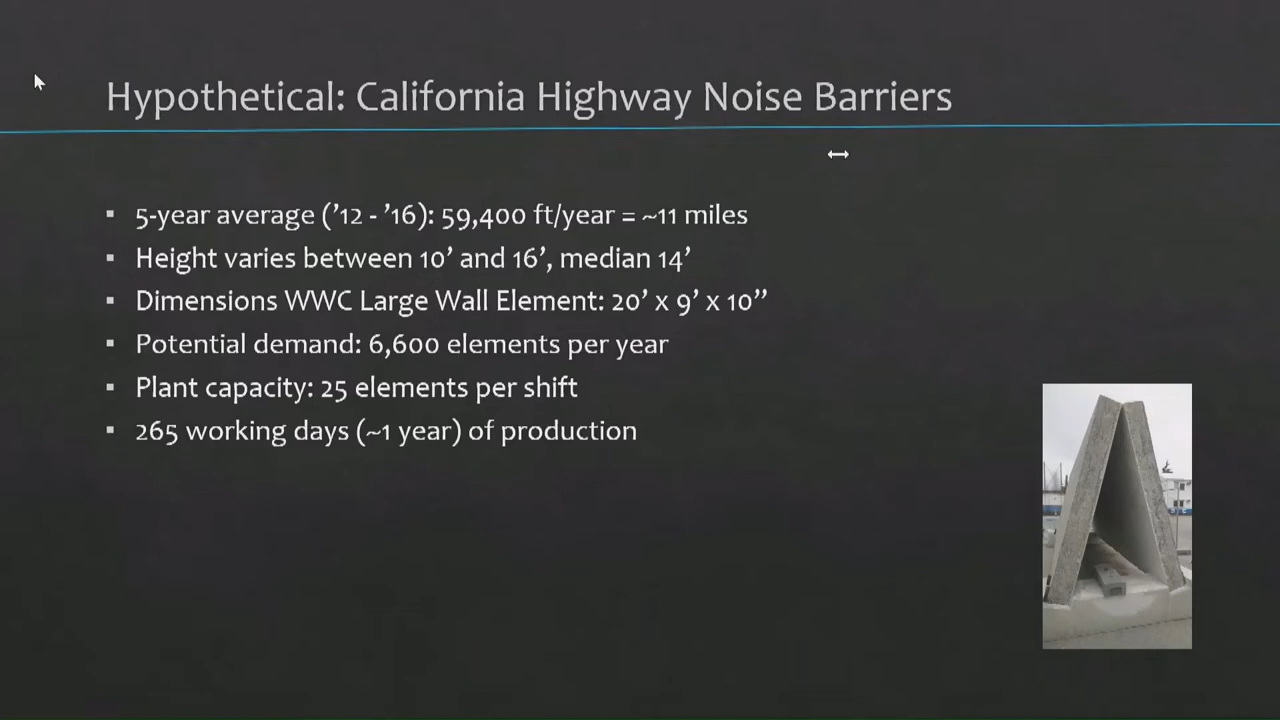 Hypothetical: California Highway Noise Barriers
▪ 5-year average (’12 - ’16): 59,400 ft/year = ~11 miles
▪ Height varies between 10’ and 16’, median 14’
▪ Dimensions WWC Large Wall Element: 20’ x 9’ x 10”
▪ Potential demand: 6,600 elements per year
▪ Plant capacity: 25 elements per shift
▪ 265 working days (~1 year) of production